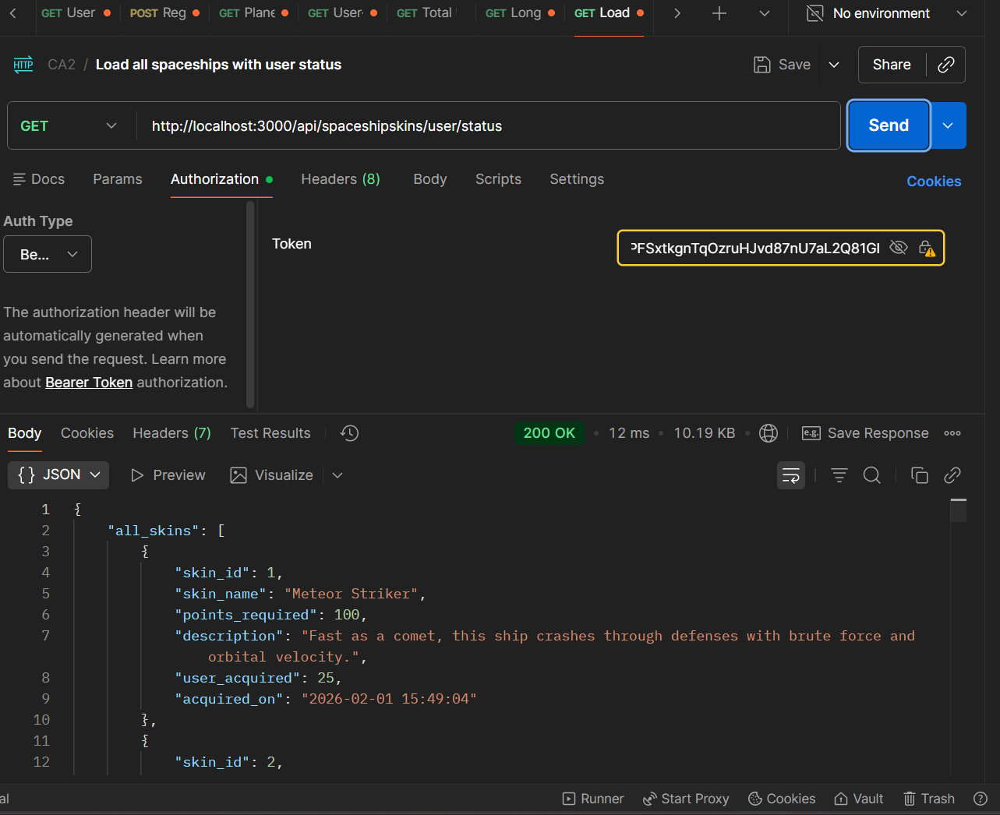 GET User POST Reg GET Plane GET User- GET Total GET Long GET Load No environment
HTTP CA2 / Load all spaceships with user status Save Share
GET http://localhost:3000/api/spaceshipskins/user/status Send
Docs Params Authorization Headers (8) Body Scripts Settings Cookies
Auth Type
Be...
Token PFSxtkgnTqOzruHJvd87nU7aL2Q81GI
The authorization header will be
automatically generated when
you send the request. Learn more
about Bearer Token authorization.
Body Cookies Headers (7) Test Results 200 OK • 12 ms • 10.19 KB • e.g. Save Response
{} JSON Preview Visualize
1 {
2 "all_skins": [
3 {
4 "skin_id": 1,
5 "skin_name": "Meteor Striker",
6 "points_required": 100,
7 "description": "Fast as a comet, this ship crashes through defenses with brute force and
orbital velocity.",
8 "user_acquired": 25,
9 "acquired_on": "2026-02-01 15:49:04"
10 },
11 {
12 "skin_id": 2,
al Runner Start Proxy Cookies Vault Trash ?